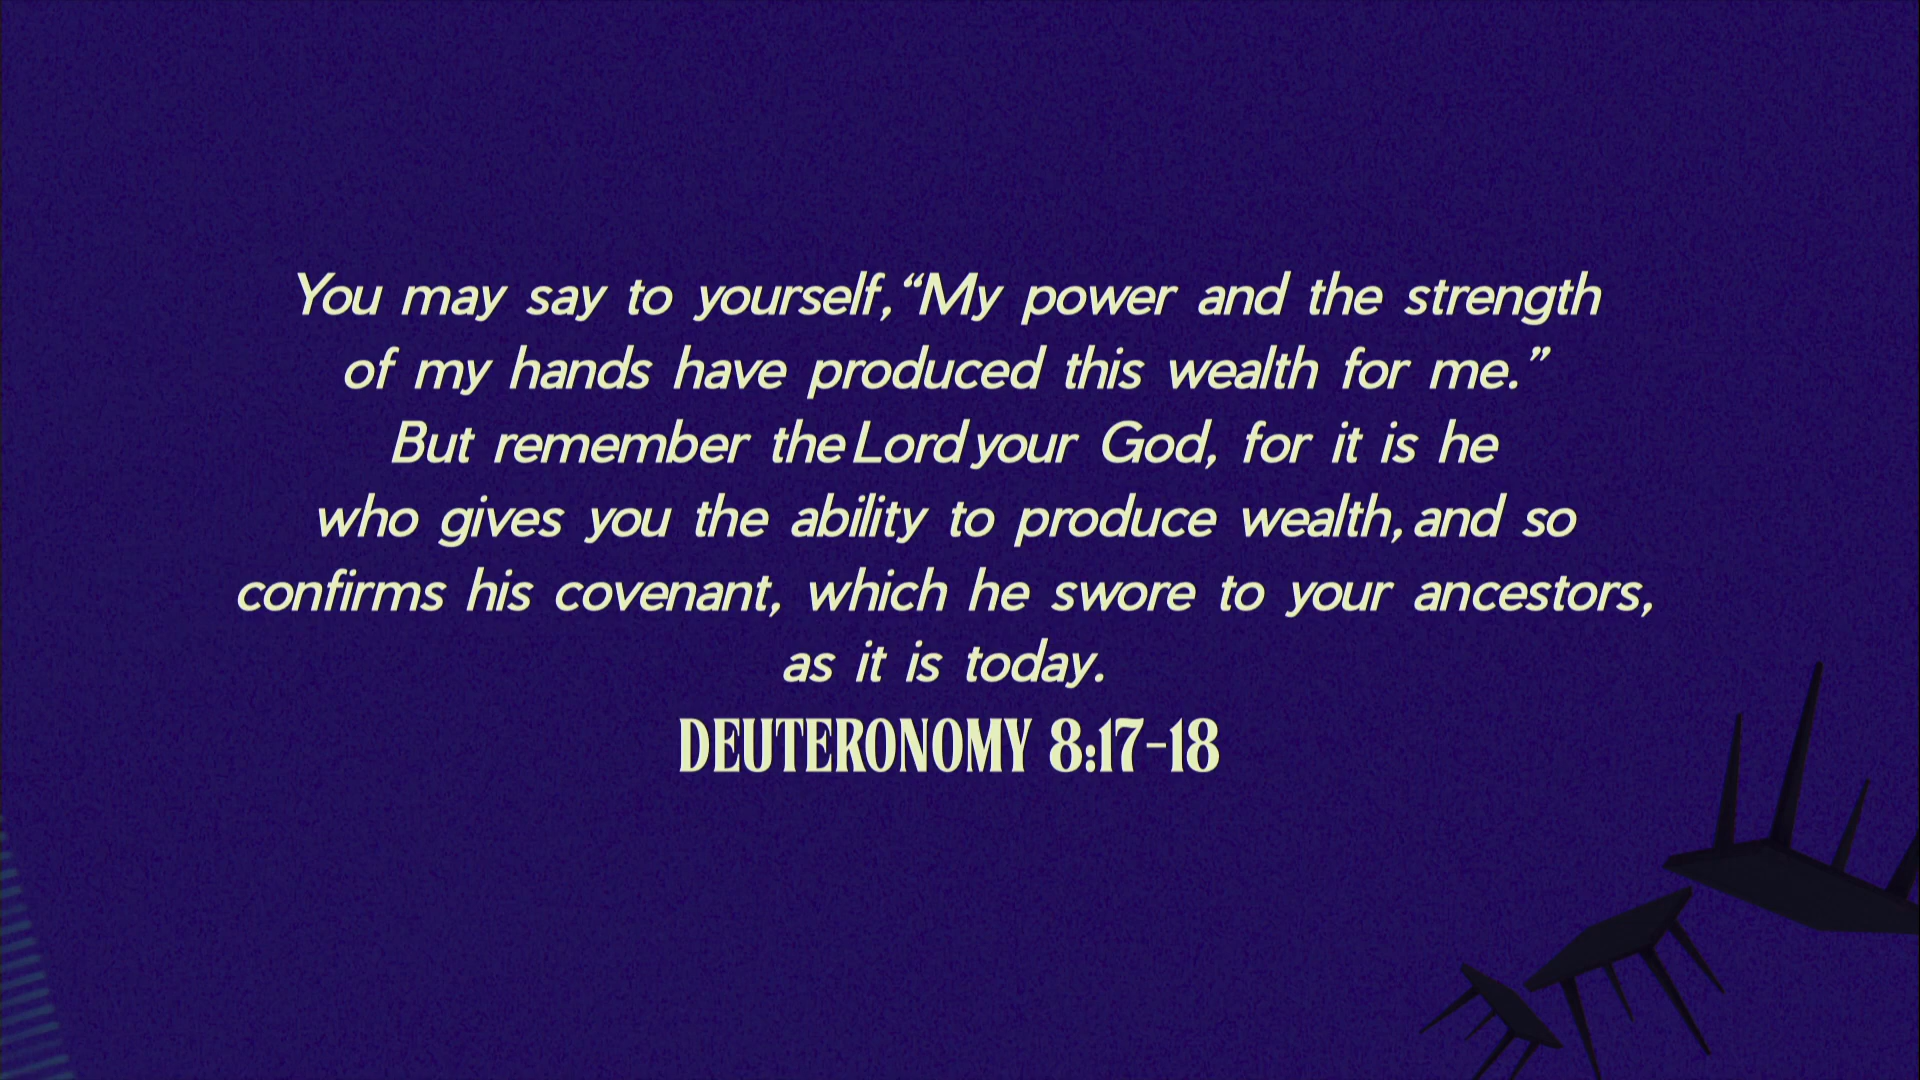 You may say to yourself, “My power and the strength
of my hands have produced this wealth for me.”
But remember the Lord your God, for it is he
who gives you the ability to produce wealth, and so
confirms his covenant, which he swore to your ancestors,
as it is today.
DEUTERONOMY 8:17-18